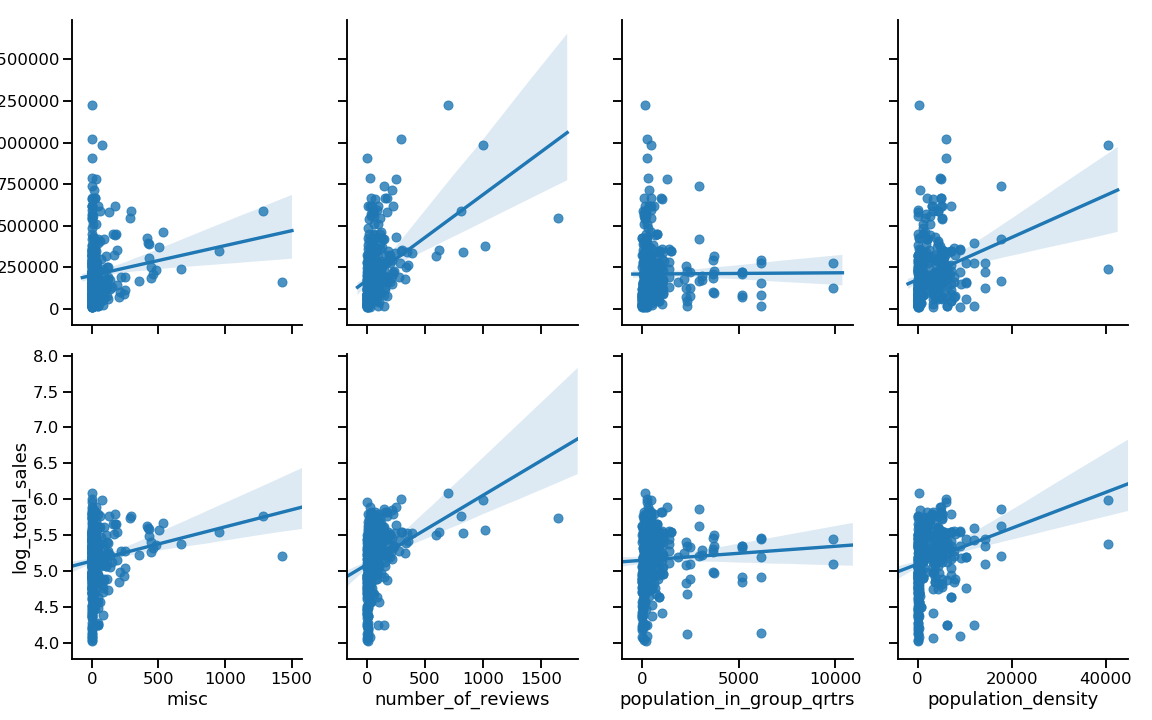 500000
250000
000000
750000
500000
250000
0
8.0
7.5
7.0
6.5
6.0
5.5
5.0
4.5
4.0
log_total_sales
0 500 1000 1500
misc
0 500 1000 1500
number_of_reviews
0 5000 10000
population_in_group_qrtrs
0 20000 40000
population_density